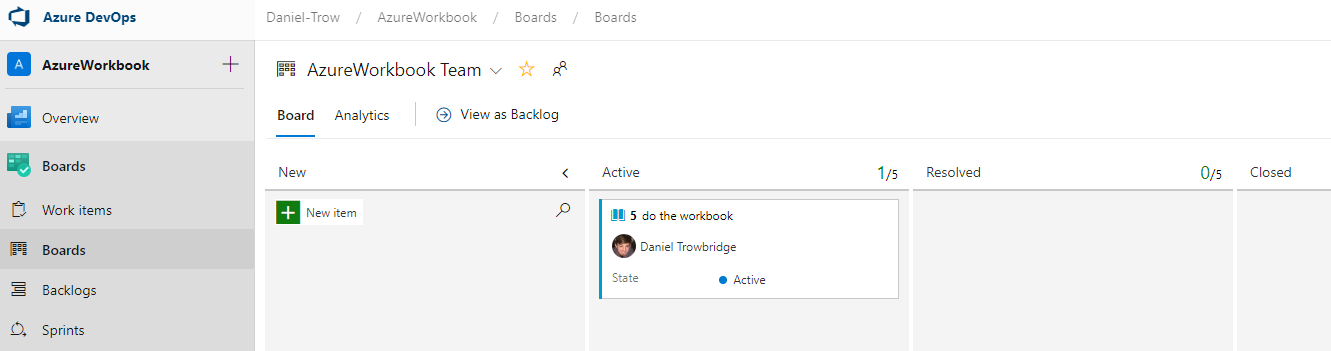 Azure DevOps
Daniel-Trow / AzureWorkbook / Boards / Boards
A AzureWorkbook
AzureWorkbook Team
Overview
Board Analytics View as Backlog
Boards
New Active 1/5 Resolved 0/5 Closed
Work items
New item
5 do the workbook
Boards
Daniel Trowbridge
Backlogs
State Active
Sprints